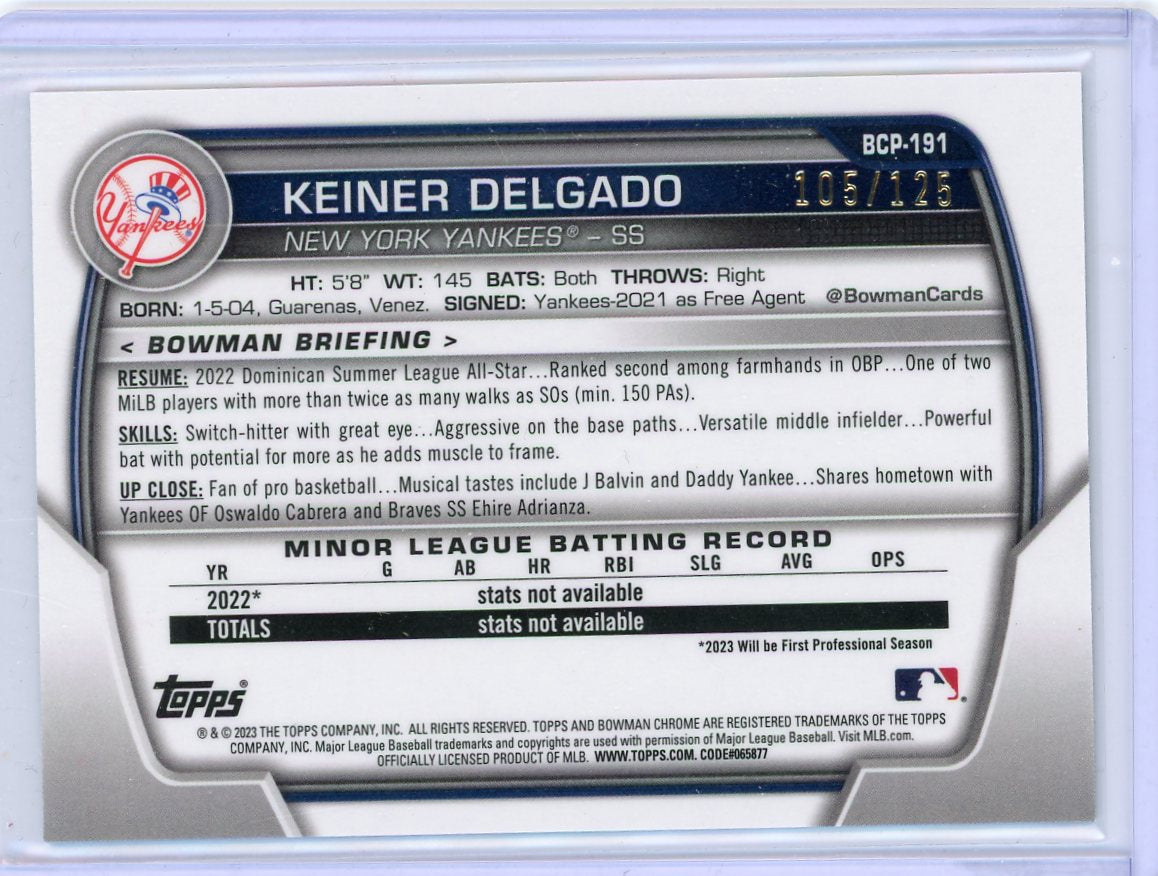 BCP-191
Yankees
KEINER DELGADO
105/125
NEW YORK YANKEES® – SS
HT: 5'8" WT: 145 BATS: Both THROWS: Right
BORN: 1-5-04, Guarenas, Venez. SIGNED: Yankees-2021 as Free Agent @BowmanCards
< BOWMAN BRIEFING >
RESUME: 2022 Dominican Summer League All-Star...Ranked second among farmhands in OBP...One of two
MiLB players with more than twice as many walks as SOs (min. 150 PAs).
SKILLS: Switch-hitter with great eye...Aggressive on the base paths...Versatile middle infielder...Powerful
bat with potential for more as he adds muscle to frame.
UP CLOSE: Fan of pro basketball...Musical tastes include J Balvin and Daddy Yankee...Shares hometown with
Yankees OF Oswaldo Cabrera and Braves SS Ehire Adrianza.
MINOR LEAGUE BATTING RECORD
YR G AB HR RBI SLG AVG OPS
2022* stats not available
TOTALS stats not available
*2023 Will be First Professional Season
Topps®
® & © 2023 THE TOPPS COMPANY, INC. ALL RIGHTS RESERVED. TOPPS AND BOWMAN CHROME ARE REGISTERED TRADEMARKS OF THE TOPPS
COMPANY, INC. Major League Baseball trademarks and copyrights are used with permission of Major League Baseball. Visit MLB.com.
OFFICIALLY LICENSED PRODUCT OF MLB. WWW.TOPPS.COM. CODE#065877